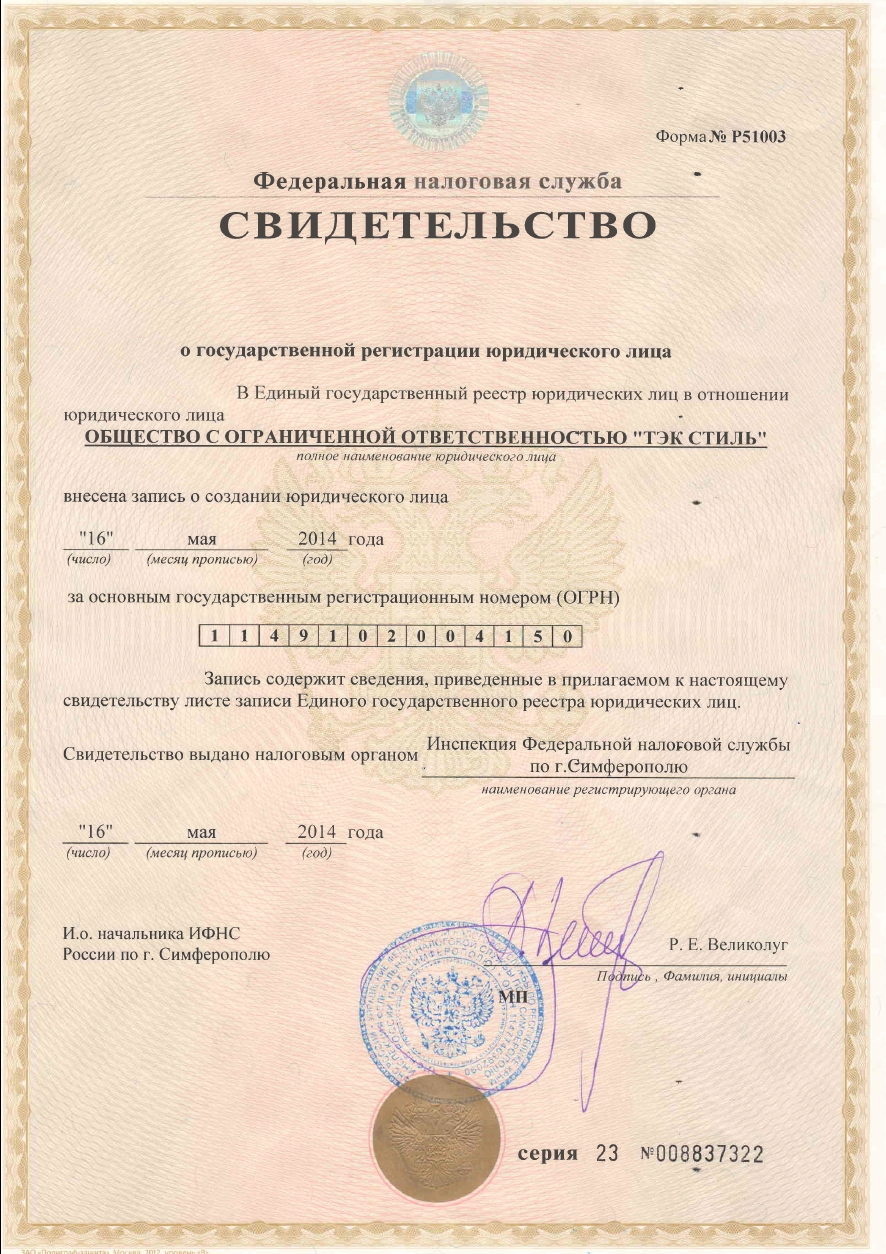 Форма № Р51003
Федеральная налоговая служба
СВИДЕТЕЛЬСТВО
о государственной регистрации юридического лица
В Единый государственный реестр юридических лиц в отношении
юридического лица
ОБЩЕСТВО С ОГРАНИЧЕННОЙ ОТВЕТСТВЕННОСТЬЮ "ТЭК СТИЛЬ"
полное наименование юридического лица
внесена запись о создании юридического лица
"16" мая 2014 года
(число) (месяц прописью) (год)
за основным государственным регистрационным номером (ОГРН)
1 1 4 9 1 0 2 0 0 4 1 5 0
Запись содержит сведения, приведенные в прилагаемом к настоящему
свидетельству листе записи Единого государственного реестра юридических лиц.
Свидетельство выдано налоговым органом Инспекция Федеральной налоговой службы
по г.Симферополю
наименование регистрирующего органа
"16" мая 2014 года
(число) (месяц прописью) (год)
И.о. начальника ИФНС
России по г. Симферополю
Р. Е. Великолуг
Подпись , Фамилия, инициалы
МП
серия 23 №008837322